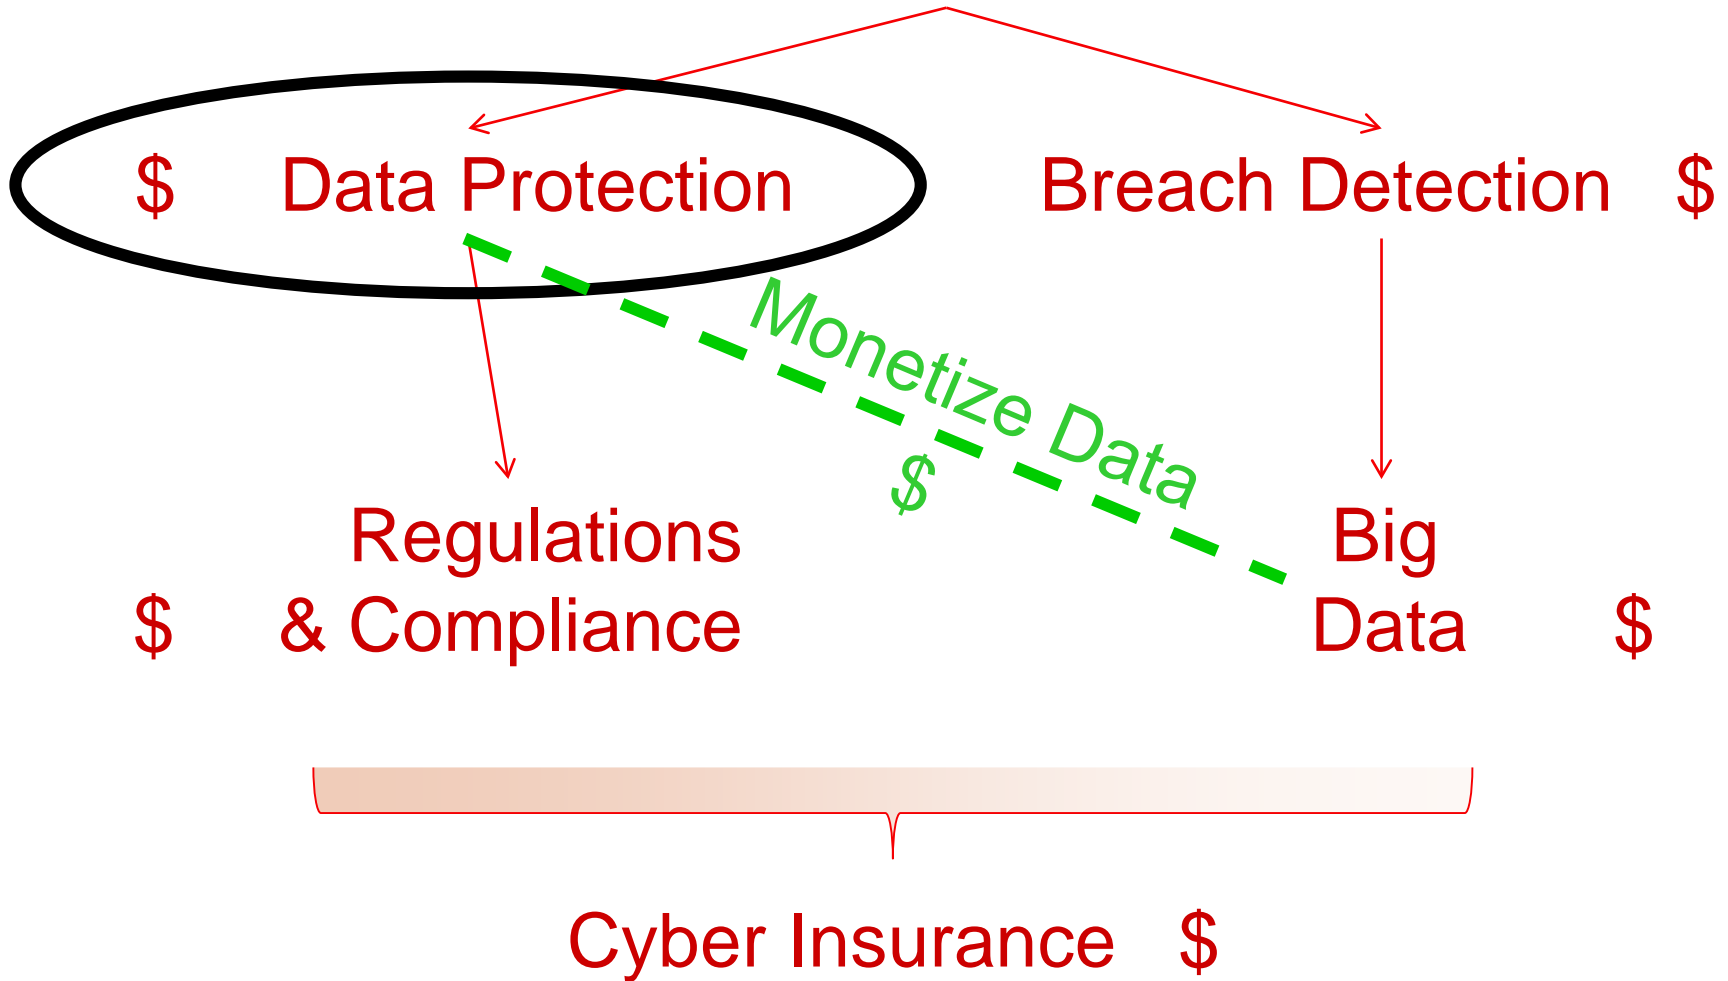 $ Data Protection Breach Detection $
Monetize Data
$
Regulations Big
$ & Compliance Data $
Cyber Insurance $